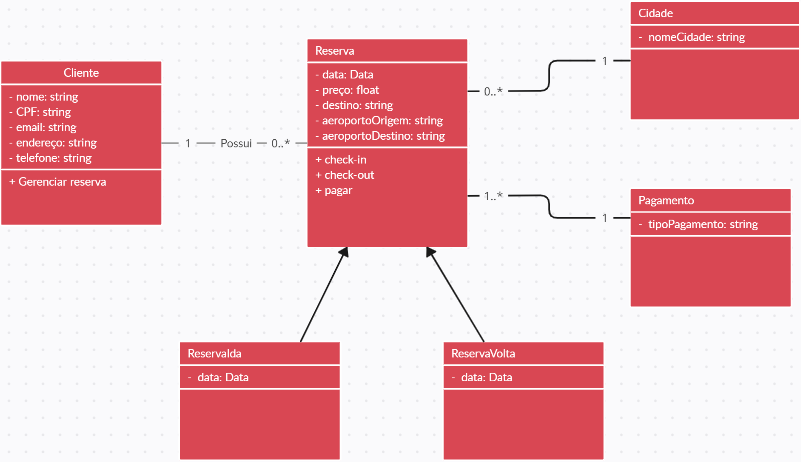 Cliente
- nome: string
- CPF: string
- email: string
- endereço: string
- telefone: string
+ Gerenciar reserva
1
Possui
0..*
Reserva
- data: Data
- preço: float
- destino: string
- aeroportoOrigem: string
- aeroportoDestino: string
+ check-in
+ check-out
+ pagar
0..*
1
Cidade
- nomeCidade: string
1..*
1
Pagamento
- tipoPagamento: string
ReservaIda
- data: Data
ReservaVolta
- data: Data